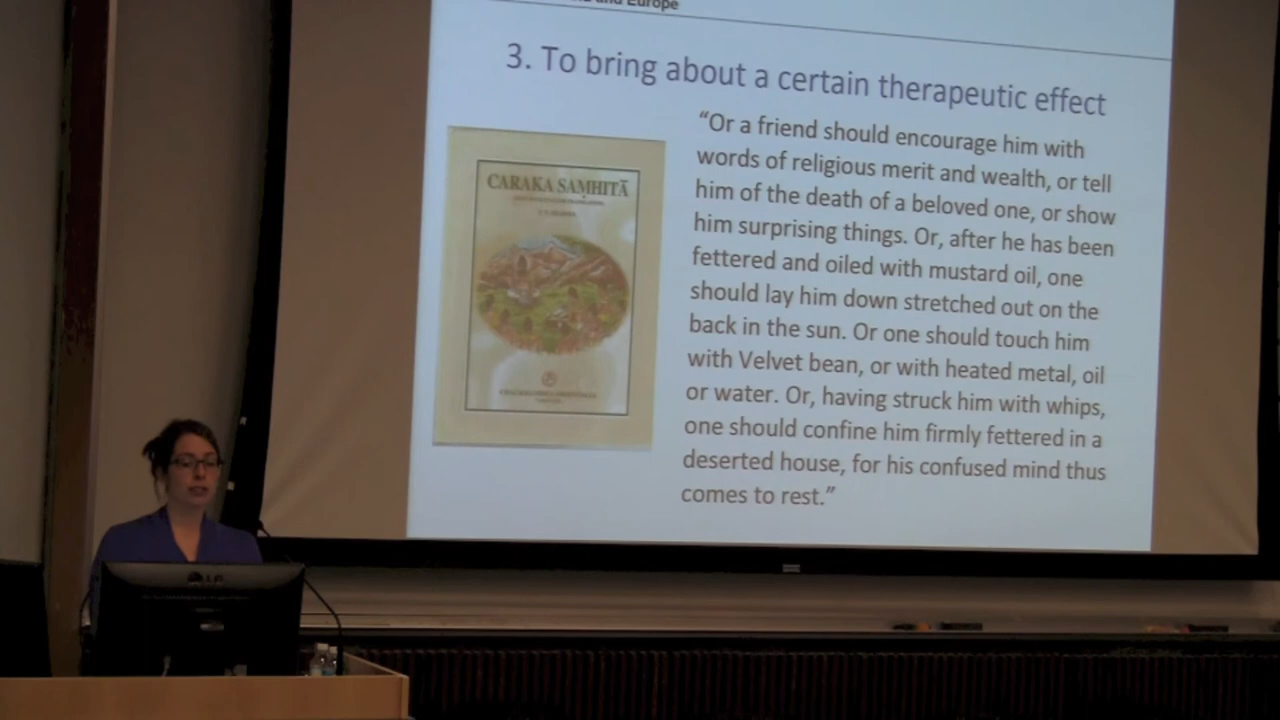 and Europe
3. To bring about a certain therapeutic effect
“Or a friend should encourage him with
words of religious merit and wealth, or tell
him of the death of a beloved one, or show
him surprising things. Or, after he has been
fettered and oiled with mustard oil, one
should lay him down stretched out on the
back in the sun. Or one should touch him
with Velvet bean, or with heated metal, oil
or water. Or, having struck him with whips,
one should confine him firmly fettered in a
deserted house, for his confused mind thus
comes to rest.”
CARAKA SAṂHITĀ
LG